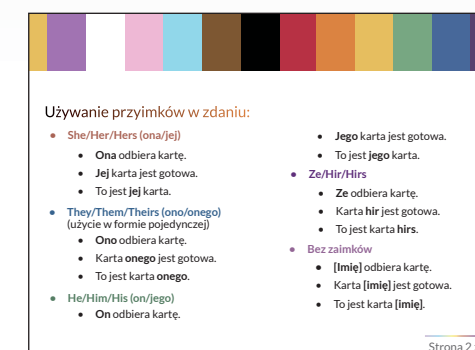 Używanie przyimków w zdaniu:
She/Her/Hers (ona/jej)
Ona odbiera kartę.
Jej karta jest gotowa.
To jest jej karta.
They/Them/Theirs (ono/onego)
(użycie w formie pojedynczej)
Ono odbiera kartę.
Karta onego jest gotowa.
To jest karta onego.
He/Him/His (on/jego)
On odbiera kartę.
Jego karta jest gotowa.
To jest jego karta.
Ze/Hir/Hirs
Ze odbiera kartę.
Karta hir jest gotowa.
To jest karta hirs.
Bez zaimków
[Imię] odbiera kartę.
Karta [imię] jest gotowa.
To jest karta [imię].
Strona 2